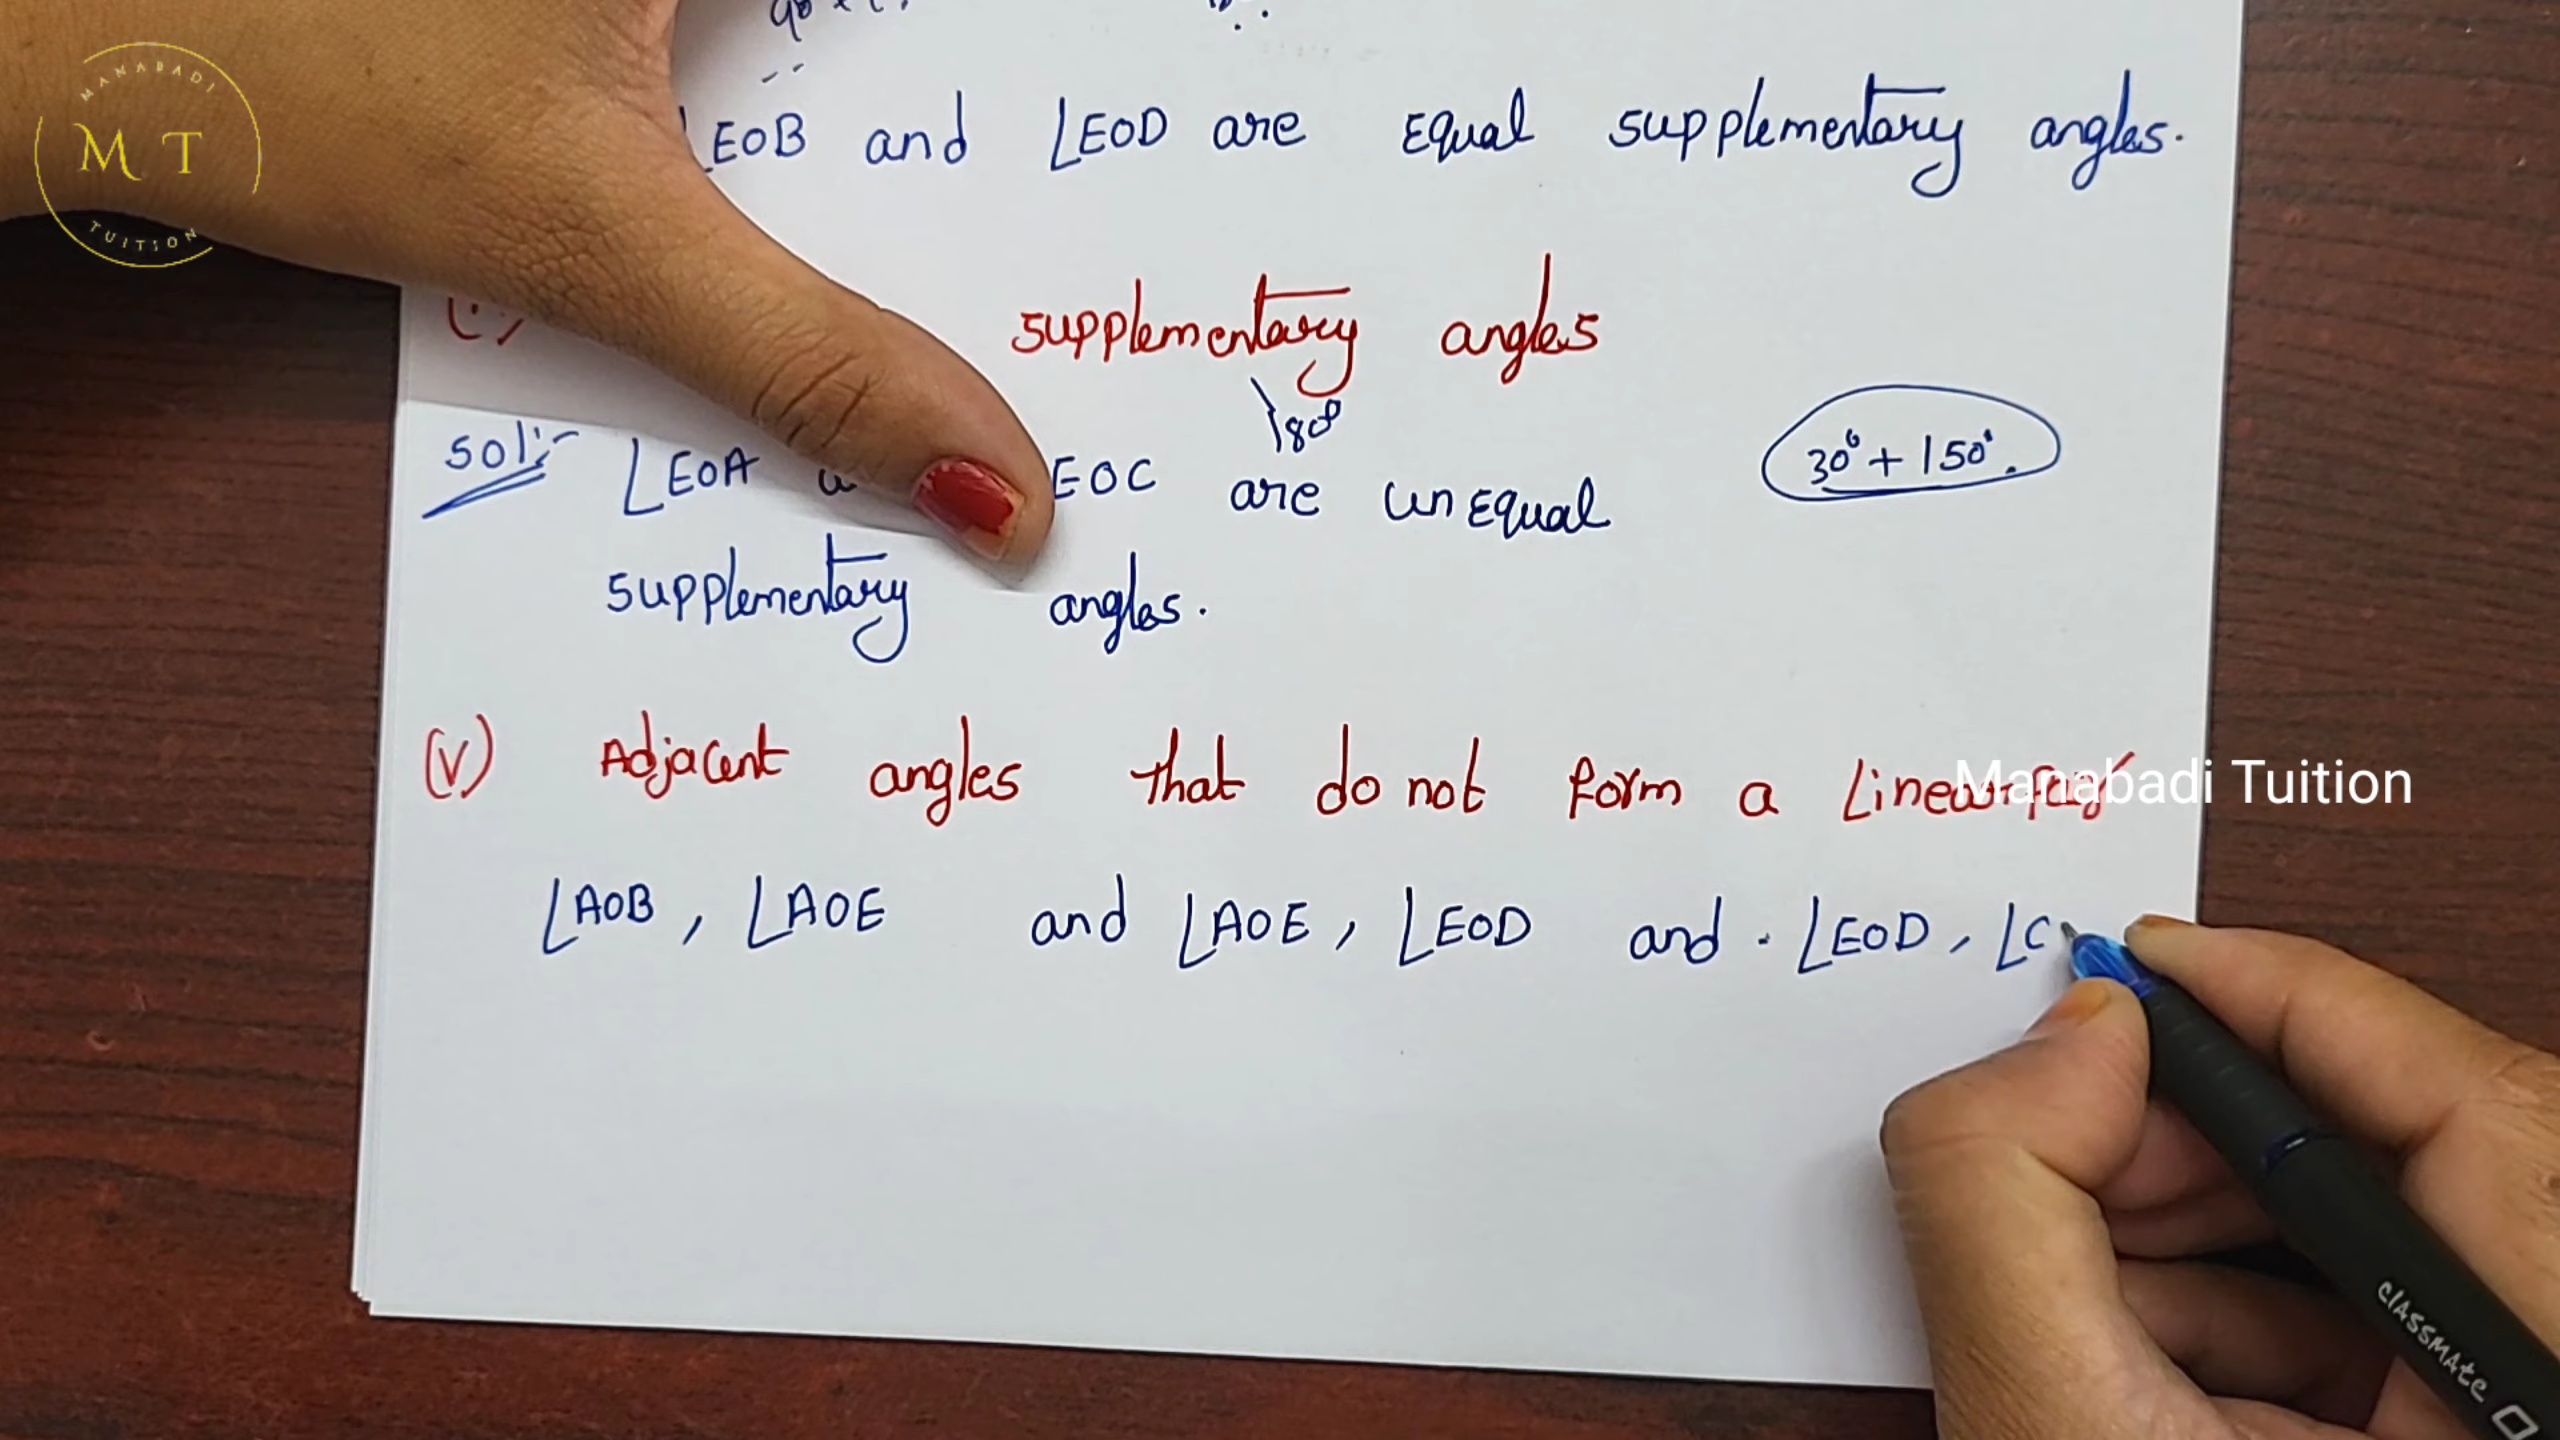 MANABADI
M T
TUITION
∠EOB and ∠EOD are Equal supplementary angles.
supplementary angles
180°
sol:- ∠EOA EOC are unEqual
30° + 150°.
supplementary angles.
(V) Adjacent angles that do not form a Linear pair
Manabadi Tuition
∠AOB, ∠AOE and ∠AOE, ∠EOD and . ∠EOD, ∠C
CLASSMATE